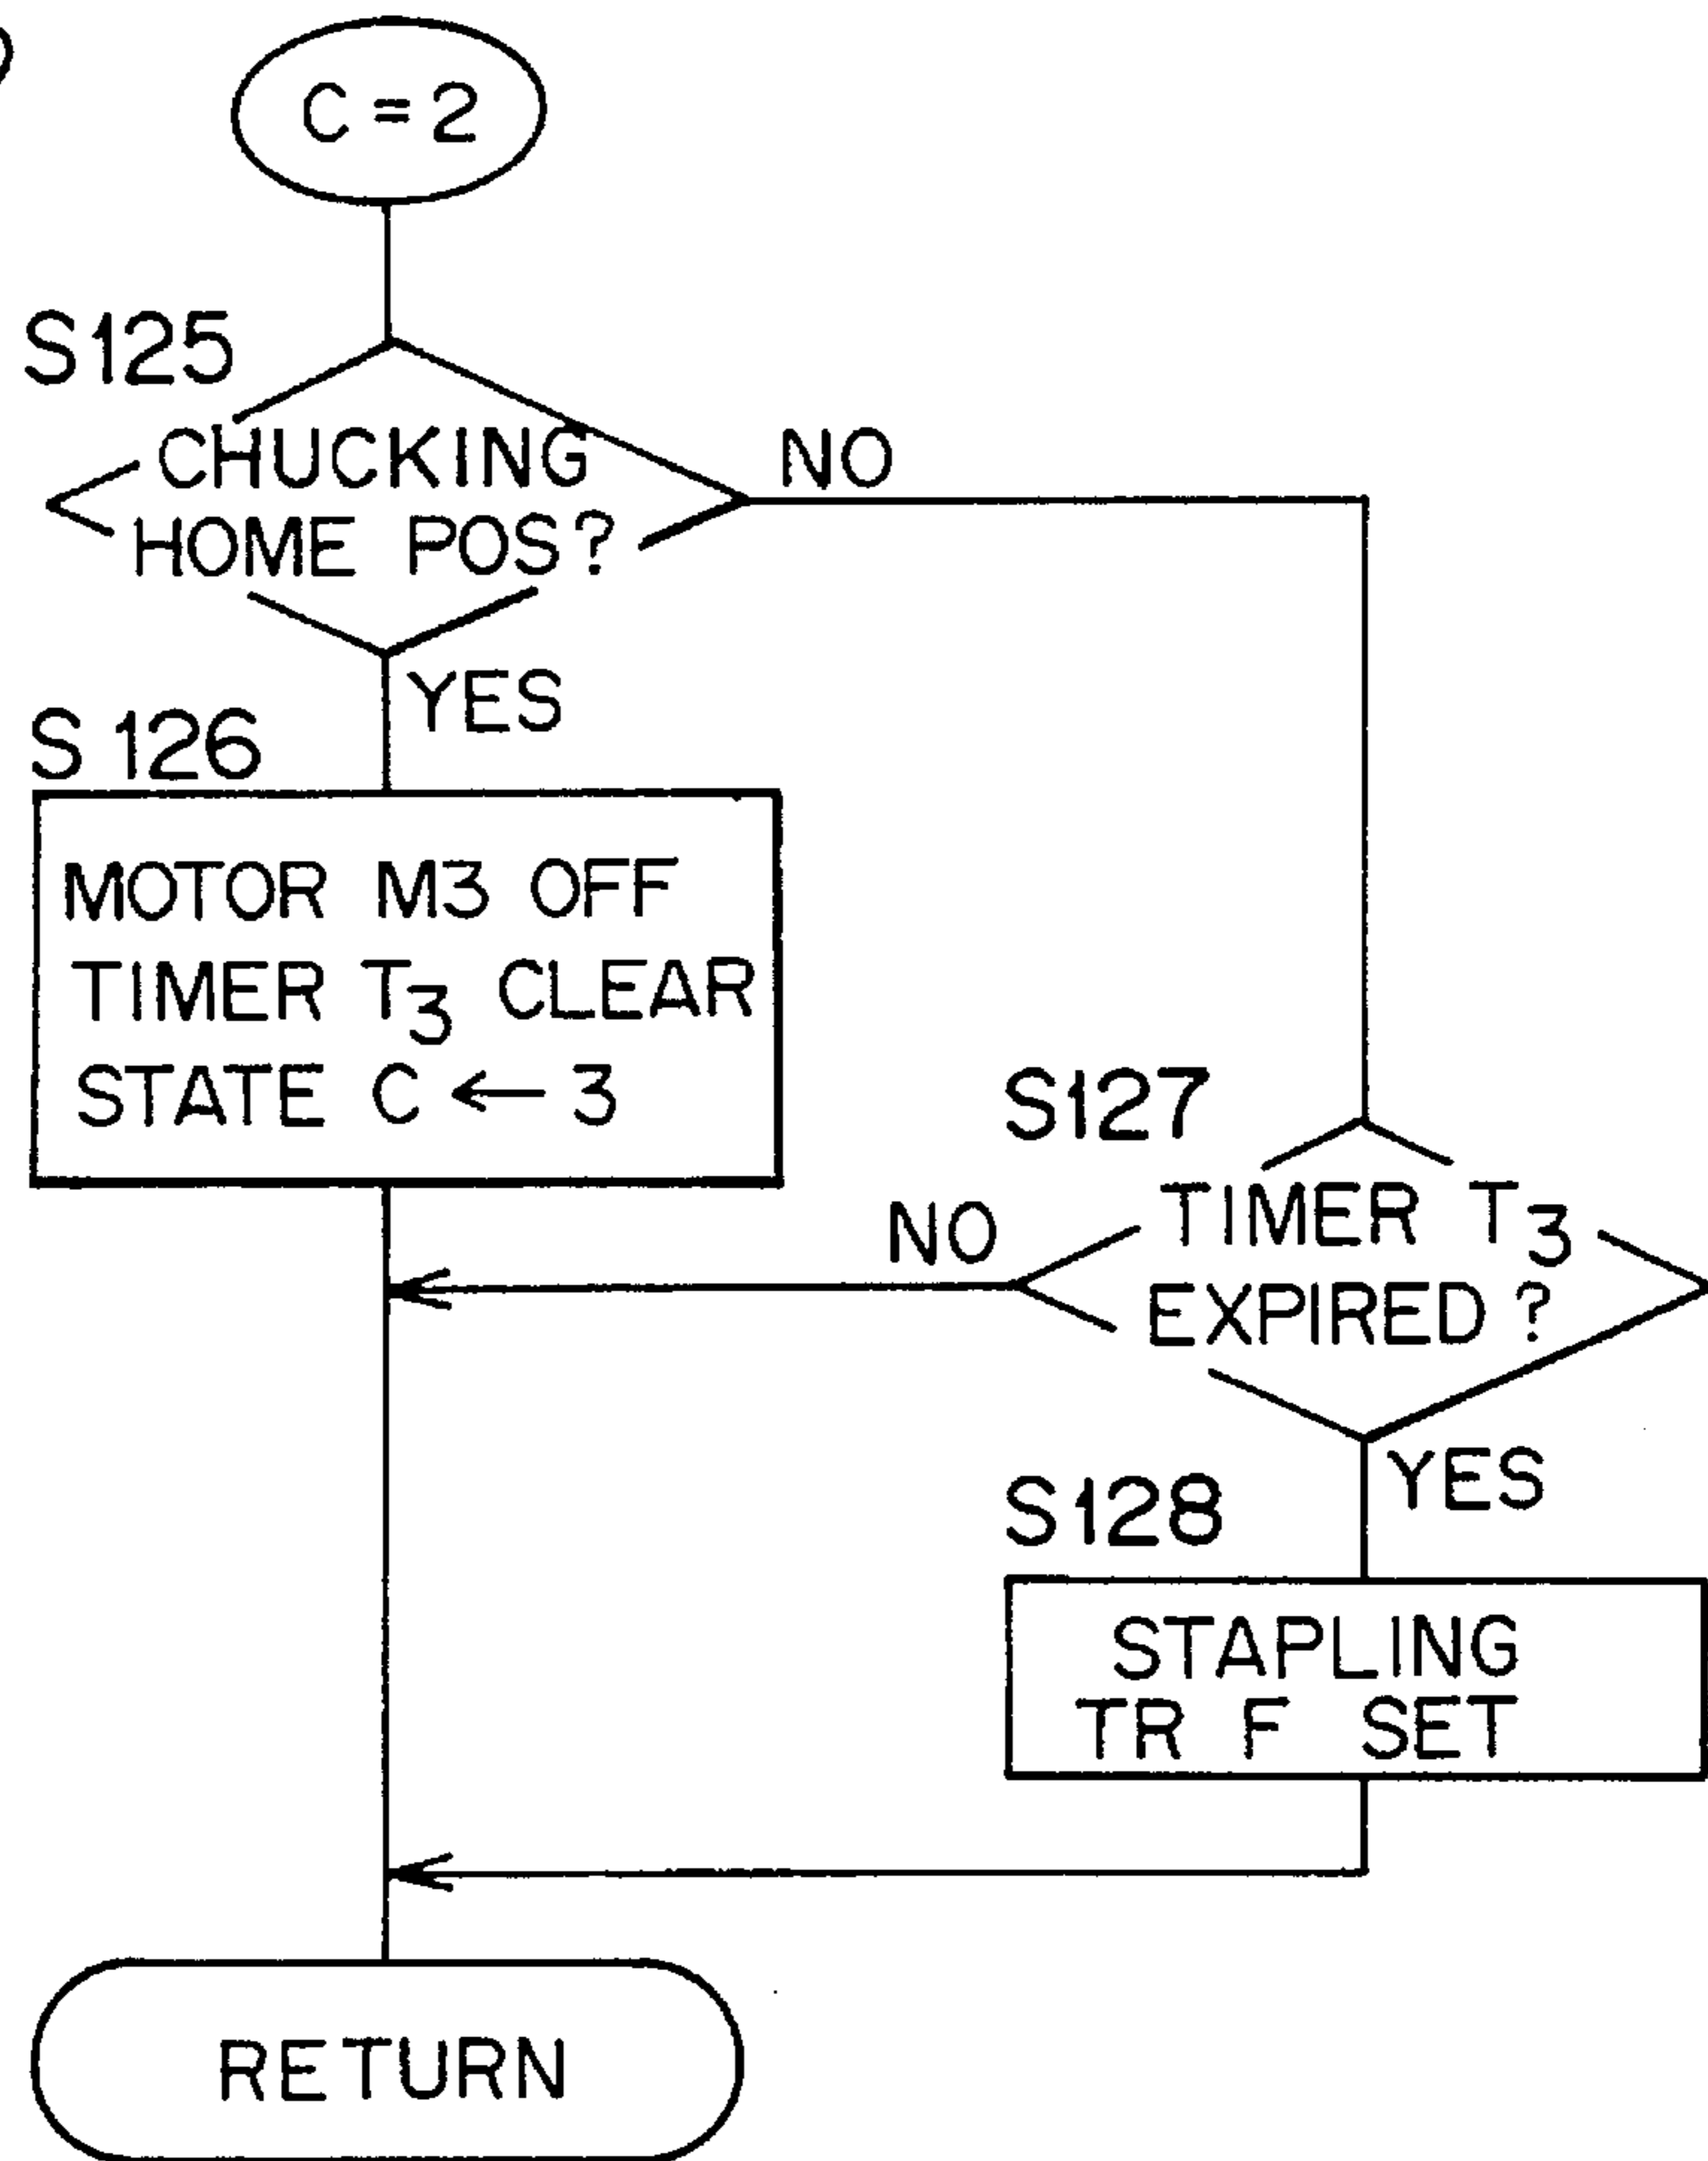 C = 2
S125
CHUCKING
HOME POS?
NO
YES
S126
MOTOR M3 OFF
TIMER T3 CLEAR
STATE C ← 3
S127
TIMER T3
EXPIRED ?
NO
YES
S128
STAPLING
TR F SET
RETURN